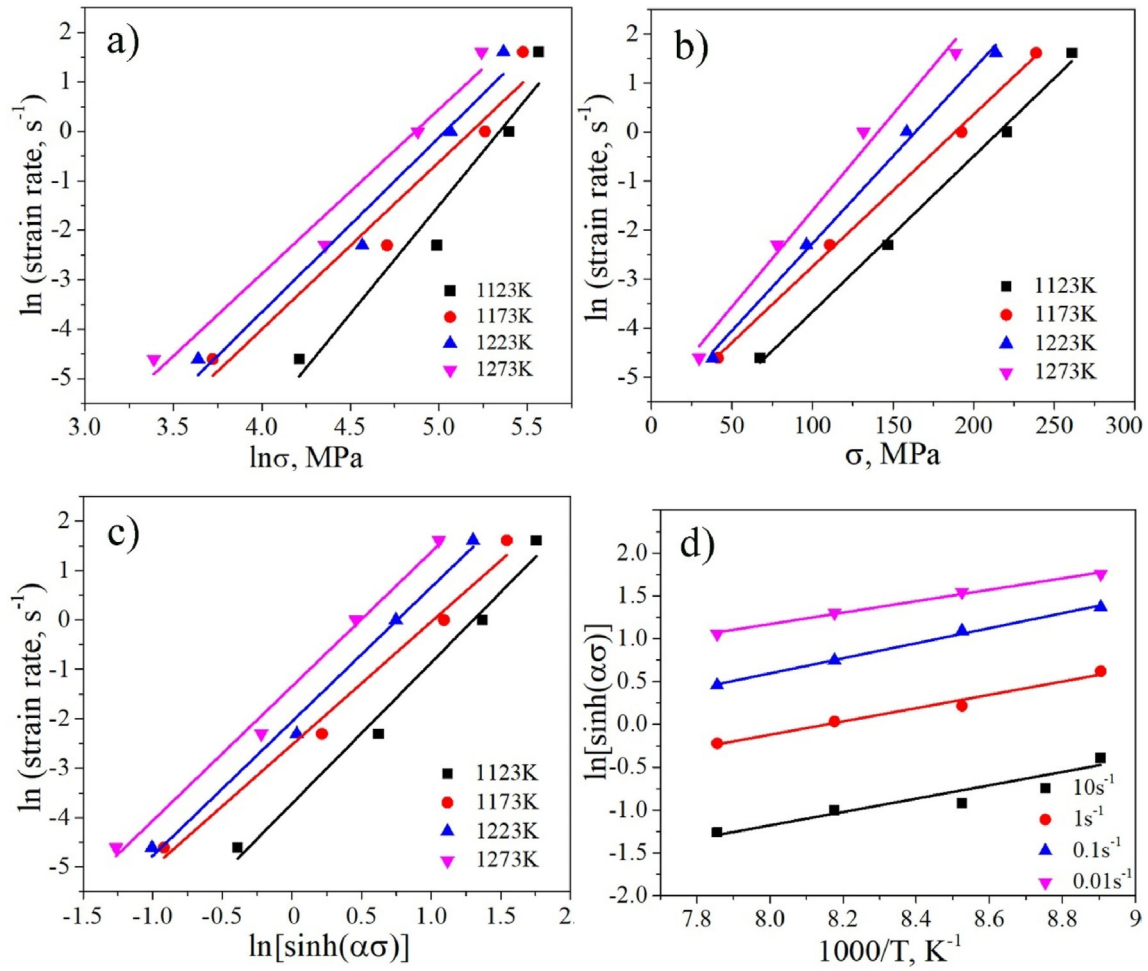 a)
ln (strain rate, s⁻¹)
2
1
0
-1
-2
-3
-4
-5
1123K
1173K
1223K
1273K
3.0 3.5 4.0 4.5 5.0 5.5
lnσ, MPa
b)
ln (strain rate, s⁻¹)
2
1
0
-1
-2
-3
-4
-5
1123K
1173K
1223K
1273K
0 50 100 150 200 250 300
σ, MPa
c)
ln (strain rate, s⁻¹)
2
1
0
-1
-2
-3
-4
-5
1123K
1173K
1223K
1273K
-1.5 -1.0 -0.5 0.0 0.5 1.0 1.5 2.
ln[sinh(ασ)]
d)
ln[sinh(ασ)]
2.0
1.5
1.0
0.5
0.0
-0.5
-1.0
-1.5
-2.0
10s⁻¹
1s⁻¹
0.1s⁻¹
0.01s⁻¹
7.8 8.0 8.2 8.4 8.6 8.8 9
1000/T, K⁻¹